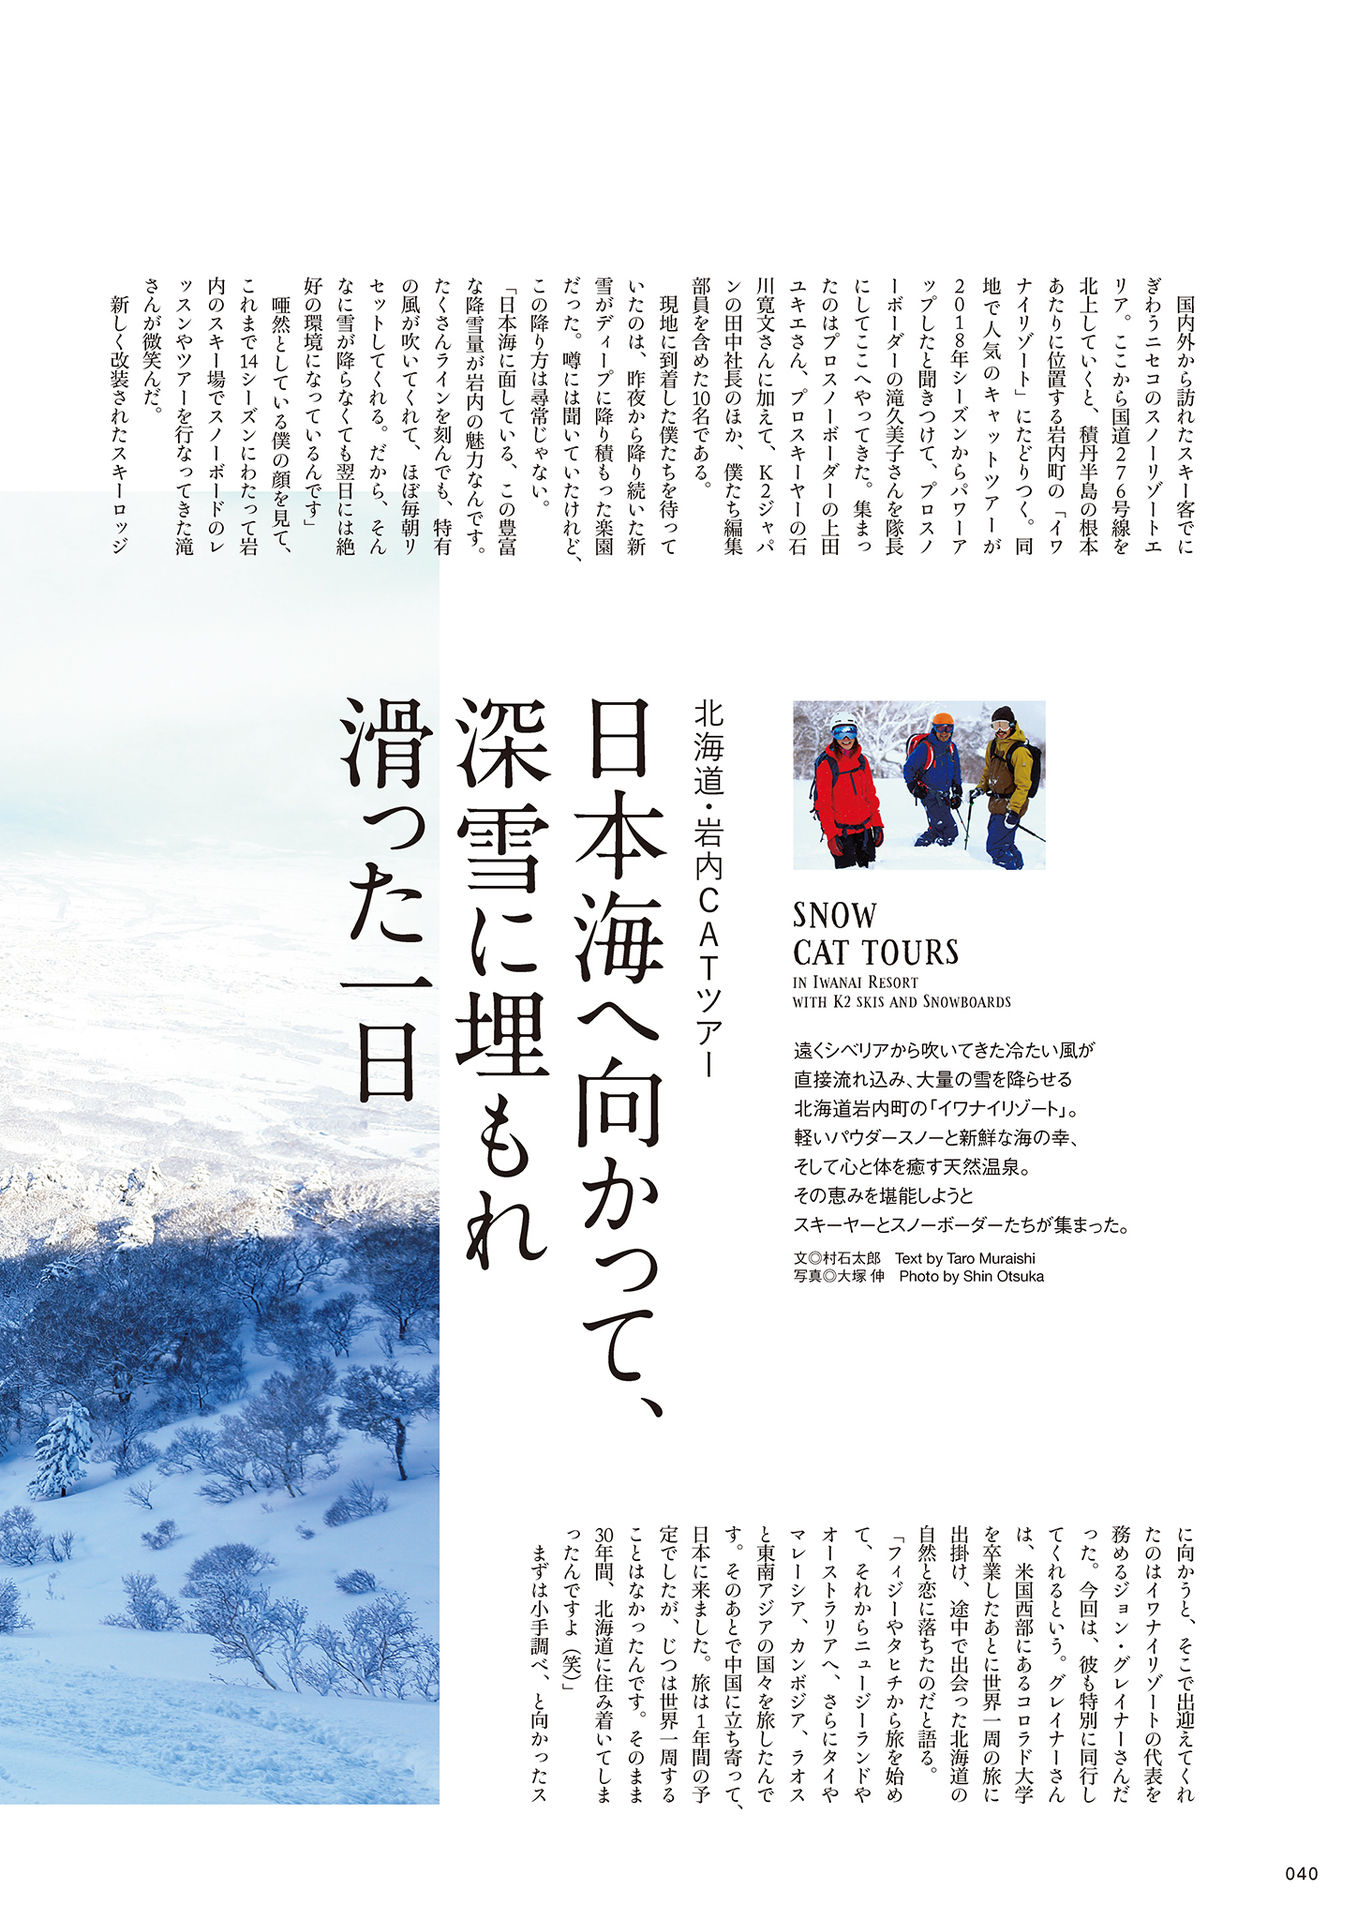 国内外から訪れたスキー客でに
ぎわうニセコのスノーリゾートエ
リア。ここから国道276号線を
北上していくと、積丹半島の根本
あたりに位置する岩内町の「イワ
ナイリゾート」にたどりつく。同
地で人気のキャットツアーが
2018年シーズンからパワーア
ップしたと聞きつけて、プロスノ
ーボーダーの滝久美子さんを隊長
にしてここへやってきた。集まっ
たのはプロスノーボーダーの上田
ユキエさん、プロスキーヤーの石
川寛文さんに加えて、K2ジャパ
ンの田中社長のほか、僕たち編集
部員を含めた10名である。
現地に到着した僕たちを待って
いたのは、昨夜から降り続いた新
雪がディープに降り積もった楽園
だった。噂には聞いていたけれど、
この降り方は尋常じゃない。
「日本海に面している、この豊富
な降雪量が岩内の魅力なんです。
たくさんラインを刻んでも、特有
の風が吹いてくれて、ほぼ毎朝リ
セットしてくれる。だから、そん
なに雪が降らなくても翌日には絶
好の環境になっているんです」
唖然としている僕の顔を見て、
これまで14シーズンにわたって岩
内のスキー場でスノーボードのレ
ッスンやツアーを行なってきた滝
さんが微笑んだ。
新しく改装されたスキーロッジ
SNOW
CAT TOURS
IN IWANAI RESORT
WITH K2 SKIS AND SNOWBOARDS
遠くシベリアから吹いてきた冷たい風が
直接流れ込み、大量の雪を降らせる
北海道岩内町の「イワナイリゾート」。
軽いパウダースノーと新鮮な海の幸、
そして心と体を癒す天然温泉。
その恵みを堪能しようと
スキーヤーとスノーボーダーたちが集まった。
文◎村石太郎　Text by Taro Muraishi
写真◎大塚 伸　Photo by Shin Otsuka
北海道・岩内CATツアー
日本海へ向かって、
深雪に埋もれ
滑った一日
に向かうと、そこで出迎えてくれ
たのはイワナイリゾートの代表を
務めるジョン・グレイナーさんだ
った。今回は、彼も特別に同行し
てくれるという。グレイナーさん
は、米国西部にあるコロラド大学
を卒業したあとに世界一周の旅に
出掛け、途中で出会った北海道の
自然と恋に落ちたのだと語る。
「フィジーやタヒチから旅を始め
て、それからニュージーランドや
オーストラリアへ、さらにタイや
マレーシア、カンボジア、ラオス
と東南アジアの国々を旅したんで
す。そのあとで中国に立ち寄って、
日本に来ました。旅は1年間の予
定でしたが、じつは世界一周する
ことはなかったんです。そのまま
30年間、北海道に住み着いてしま
ったんですよ（笑）」
まずは小手調べ、と向かったス
040